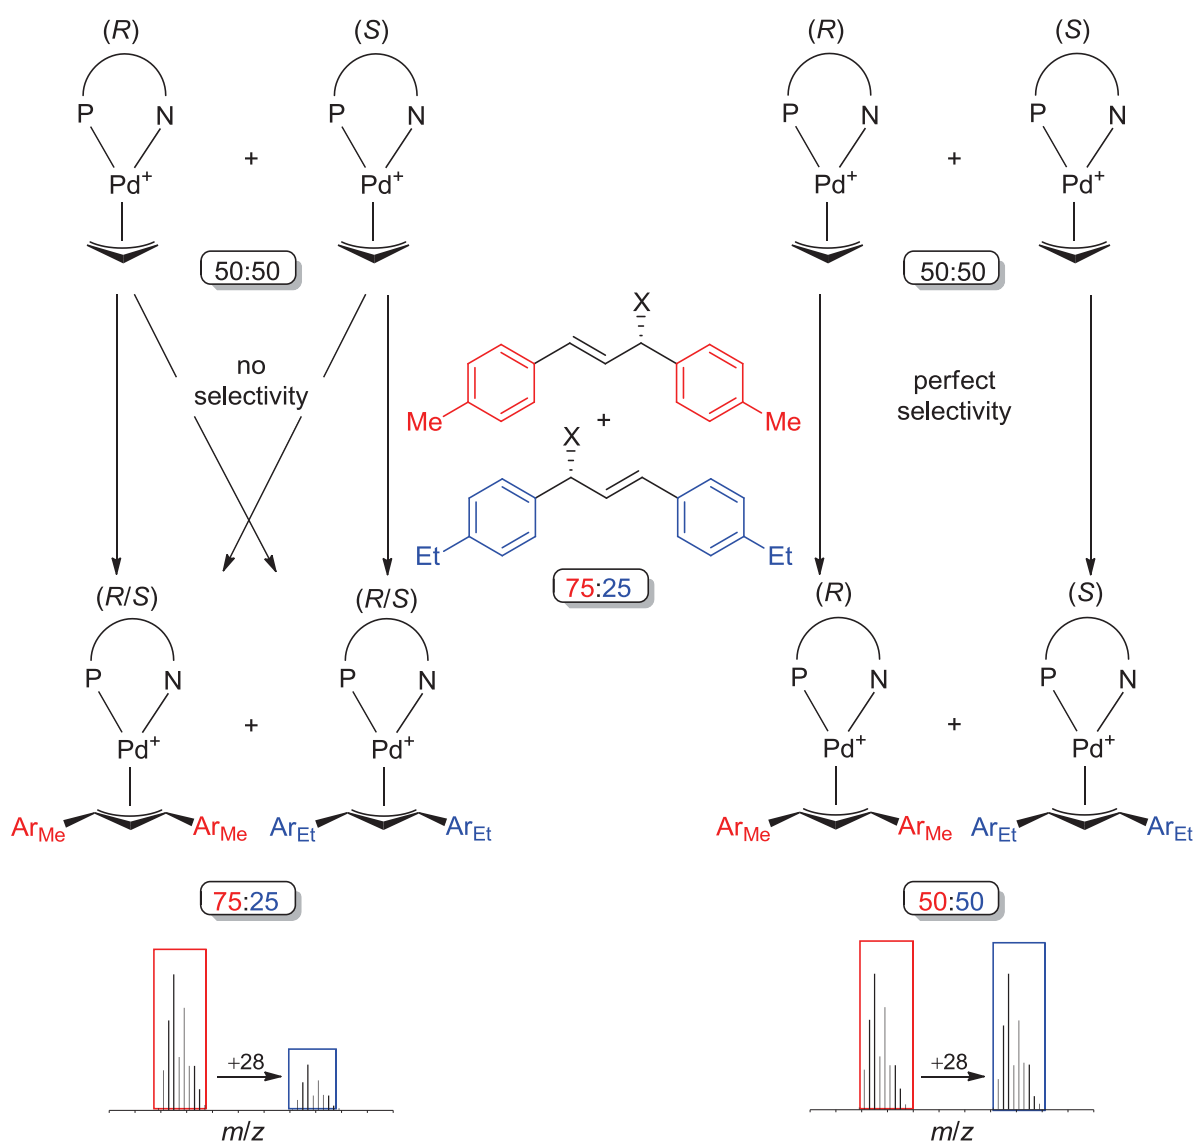 (R) (S) (R) (S)
P N P N P N P N
+ +
Pd+ Pd+ Pd+ Pd+
50:50 50:50
X
no
selectivity
perfect
selectivity
Me Me
+
X
Et Et
75:25
(R/S) (R/S) (R) (S)
P N P N P N P N
+ +
Pd+ Pd+ Pd+ Pd+
ArMe ArMe ArEt ArEt ArMe ArMe ArEt ArEt
75:25 50:50
+28 +28
m/z m/z